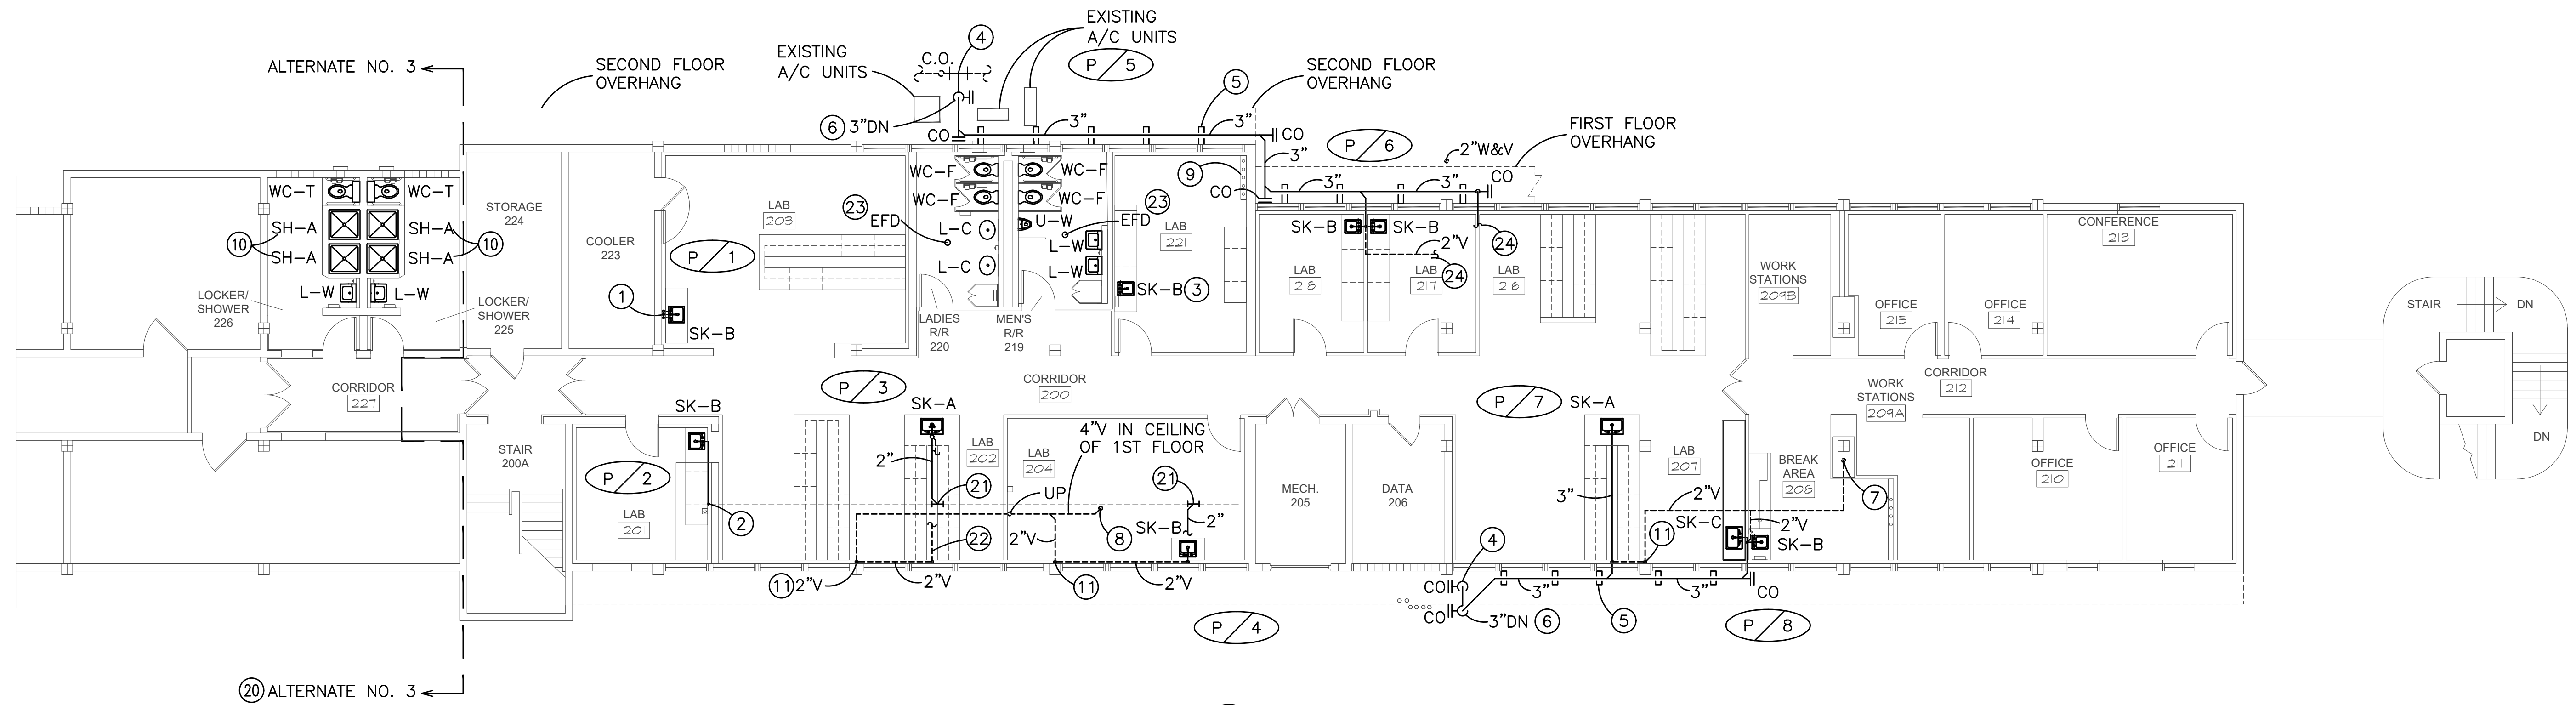 EXISTING
A/C UNITS
P/5
4
C.O.
EXISTING
A/C UNITS
ALTERNATE NO. 3
SECOND FLOOR
OVERHANG
SECOND FLOOR
OVERHANG
5
6 3"DN
CO
3"
3"
CO
P/6
FIRST FLOOR
OVERHANG
2"W&V
3"
9
CO
3"
3"
CO
WC-T
WC-T
STORAGE
224
COOLER
223
LAB
203
WC-F
WC-F
WC-F
WC-F
23
EFD
U-W
23
EFD
LAB
221
10
SH-A
SH-A
10
SH-A
SH-A
L-C
L-C
L-W
L-W
SK-B
SK-B
2"V
24
24
CONFERENCE
213
P/1
LAB
218
LAB
217
LAB
216
WORK
STATIONS
209B
OFFICE
215
OFFICE
214
STAIR
DN
DN
L-W
L-W
LOCKER/
SHOWER
226
LOCKER/
SHOWER
225
1
SK-B
SK-B 3
LADIES
R/R
220
MEN'S
R/R
219
CORRIDOR
227
P/3
CORRIDOR
200
P/7
CORRIDOR
212
WORK
STATIONS
209A
SK-B
SK-A
SK-A
4"V IN CEILING
OF 1ST FLOOR
STAIR
200A
P/2
LAB
201
2
2"
LAB
202
LAB
204
21
UP
21
2"
SK-B
8
22
2"V
11 2"V
2"V
11
2"V
MECH.
205
DATA
206
3"
LAB
207
BREAK
AREA
208
2"V
SK-C
2"V
SK-B
7
11
OFFICE
210
OFFICE
211
4
CO
CO
3"DN 6
3"
5
3"
CO
P/4
P/8
20 ALTERNATE NO. 3